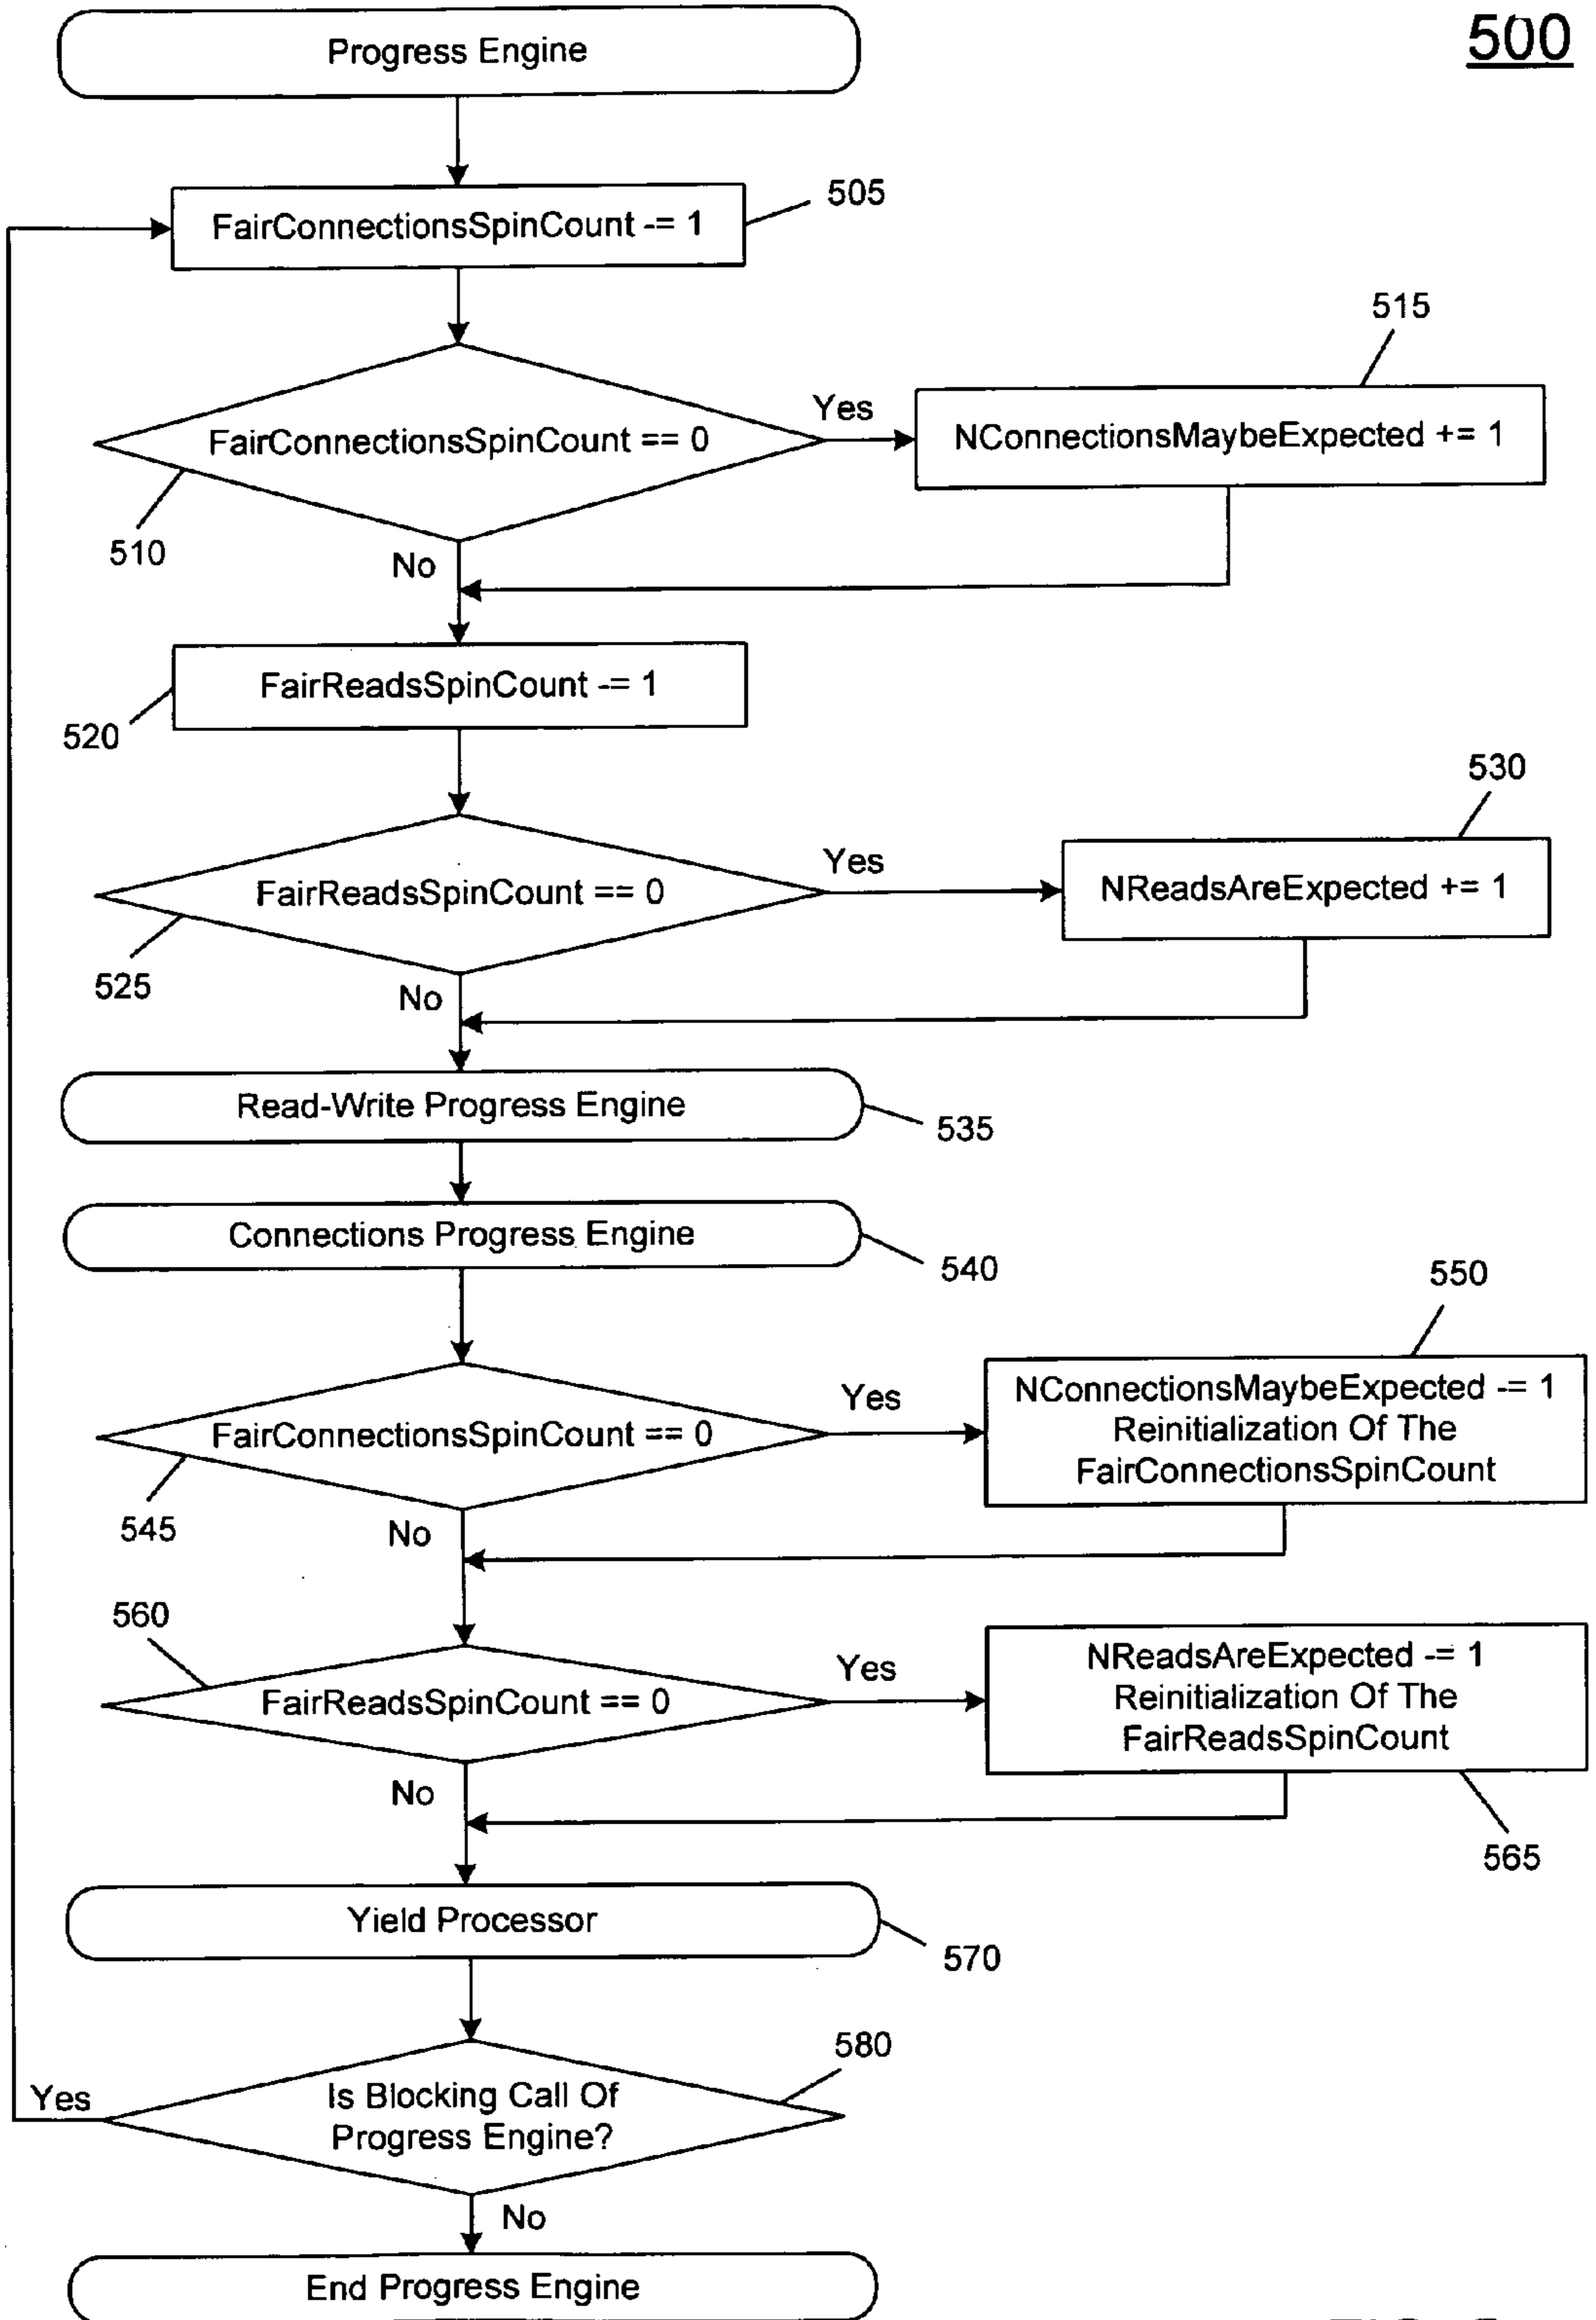 500
Progress Engine
505
FairConnectionsSpinCount -= 1
515
Yes
FairConnectionsSpinCount == 0
NConnectionsMaybeExpected += 1
510
No
FairReadsSpinCount -= 1
520
530
Yes
FairReadsSpinCount == 0
NReadsAreExpected += 1
525
No
Read-Write Progress Engine
535
Connections Progress Engine
540
550
Yes
FairConnectionsSpinCount == 0
NConnectionsMaybeExpected -= 1
Reinitialization Of The
FairConnectionsSpinCount
545
No
560
Yes
FairReadsSpinCount == 0
NReadsAreExpected -= 1
Reinitialization Of The
FairReadsSpinCount
No
565
Yield Processor
570
580
Yes
Is Blocking Call Of
Progress Engine?
No
End Progress Engine